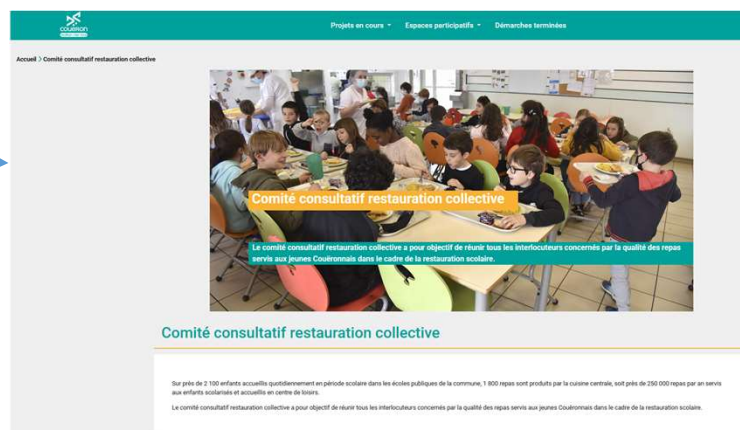 COUËRON
Projets en cours Espaces participatifs Démarches terminées
Accueil > Comité consultatif restauration collective
Comité consultatif restauration collective
Le comité consultatif restauration collective a pour objectif de réunir tous les interlocuteurs concernés par la qualité des repas
servis aux jeunes Couëronnais dans le cadre de la restauration scolaire.
Comité consultatif restauration collective
Sur près de 2 100 enfants accueillis quotidiennement en période scolaire dans les écoles publiques de la commune, 1 800 repas sont produits par la cuisine centrale, soit près de 250 000 repas par an servis
aux enfants scolarisés et accueillis en centre de loisirs.
Le comité consultatif restauration collective a pour objectif de réunir tous les interlocuteurs concernés par la qualité des repas servis aux jeunes Couëronnais dans le cadre de la restauration scolaire.